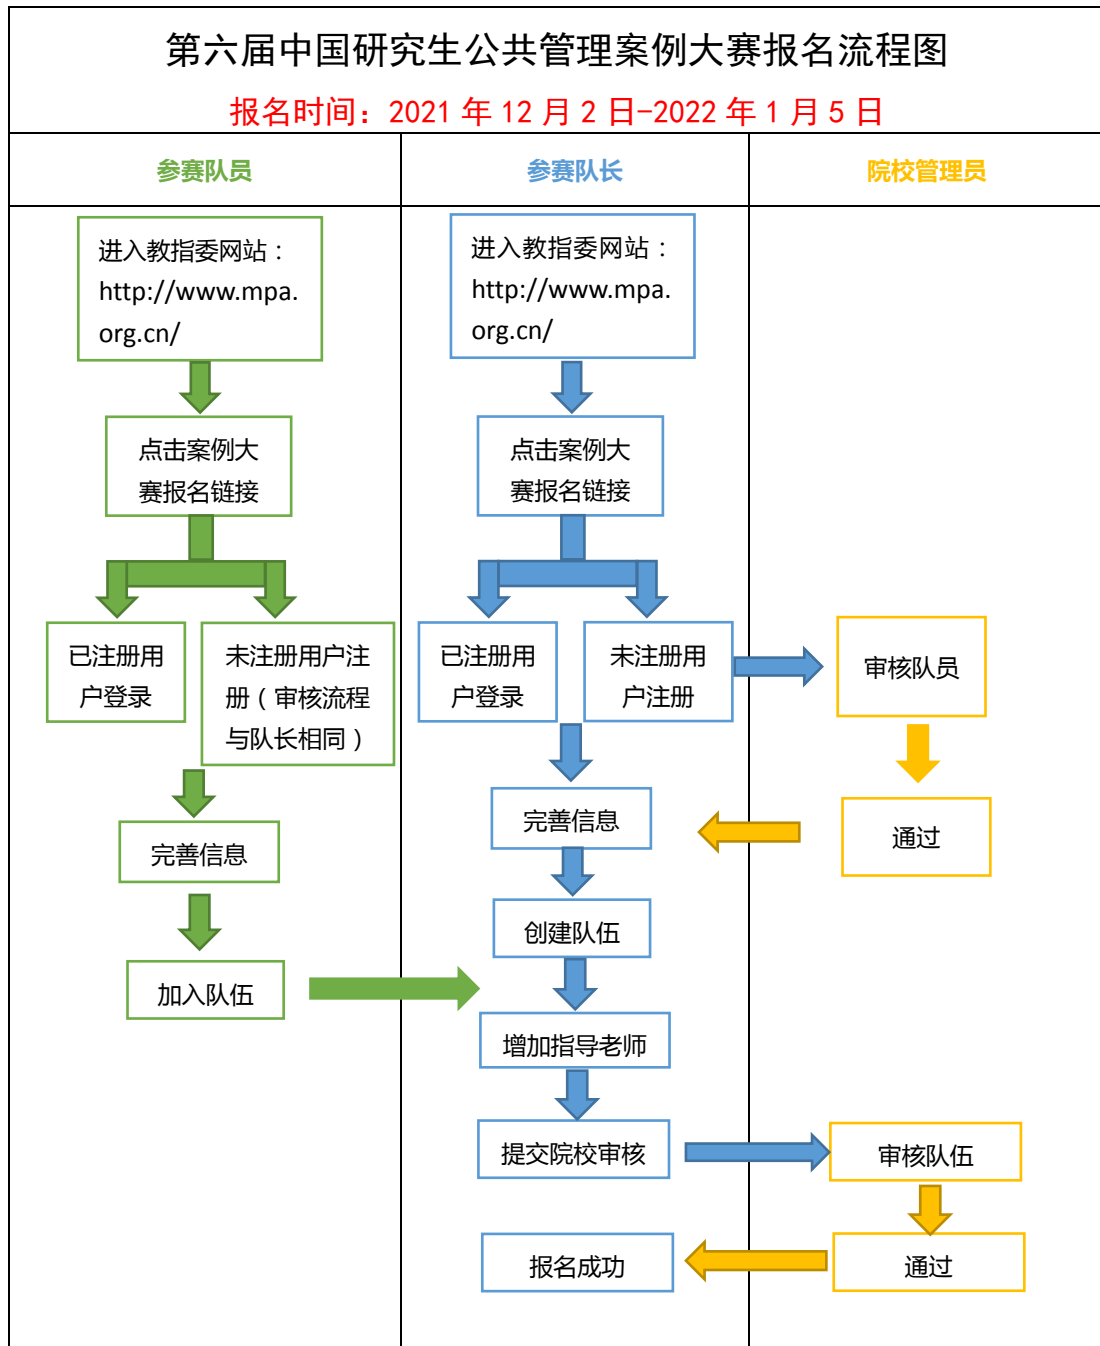 第六届中国研究生公共管理案例大赛报名流程图
报名时间：2021 年 12 月 2 日-2022 年 1 月 5 日
参赛队员
参赛队长
院校管理员
进入教指委网站：
http://www.mpa.
org.cn/
进入教指委网站：
http://www.mpa.
org.cn/
点击案例大
赛报名链接
点击案例大
赛报名链接
已注册用
户登录
未注册用户注
册（审核流程
与队长相同）
已注册用
户登录
未注册用
户注册
审核队员
完善信息
完善信息
通过
创建队伍
加入队伍
增加指导老师
提交院校审核
审核队伍
报名成功
通过